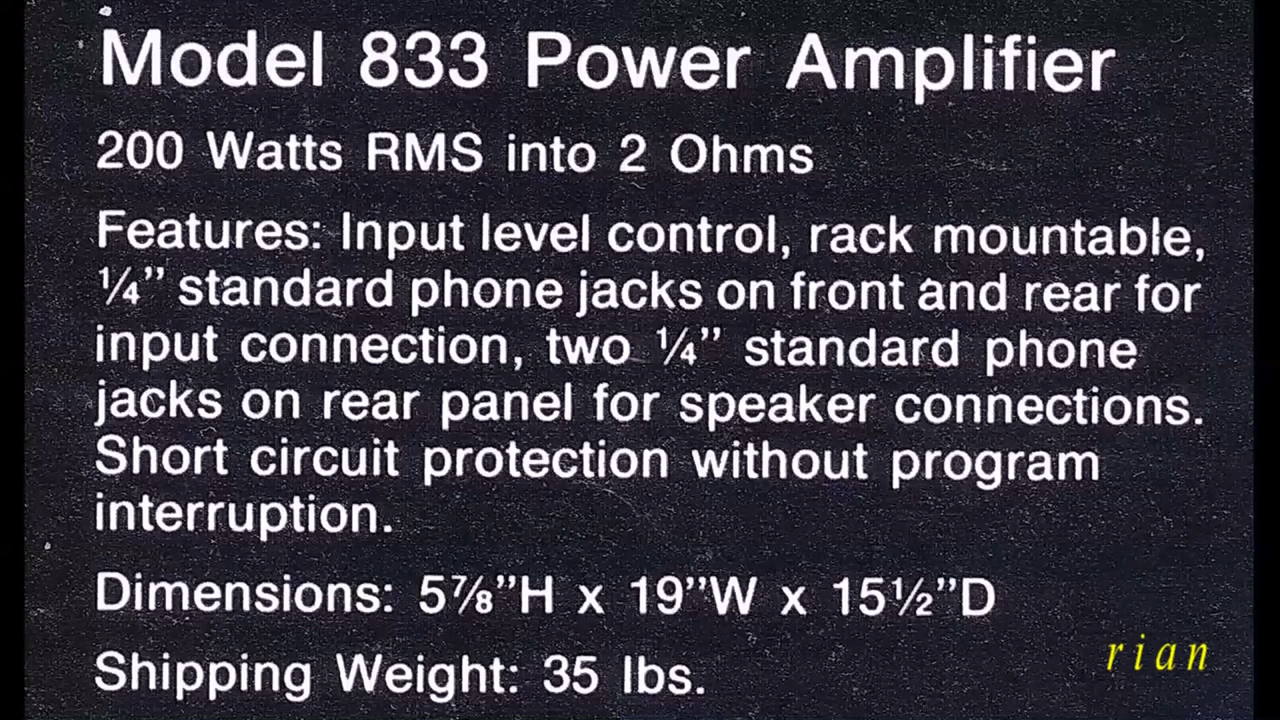 Model 833 Power Amplifier
200 Watts RMS into 2 Ohms
Features: Input level control, rack mountable,
¼” standard phone jacks on front and rear for
input connection, two ¼” standard phone
jacks on rear panel for speaker connections.
Short circuit protection without program
interruption.
Dimensions: 5⅞”H x 19”W x 15½”D
Shipping Weight: 35 lbs.
rian